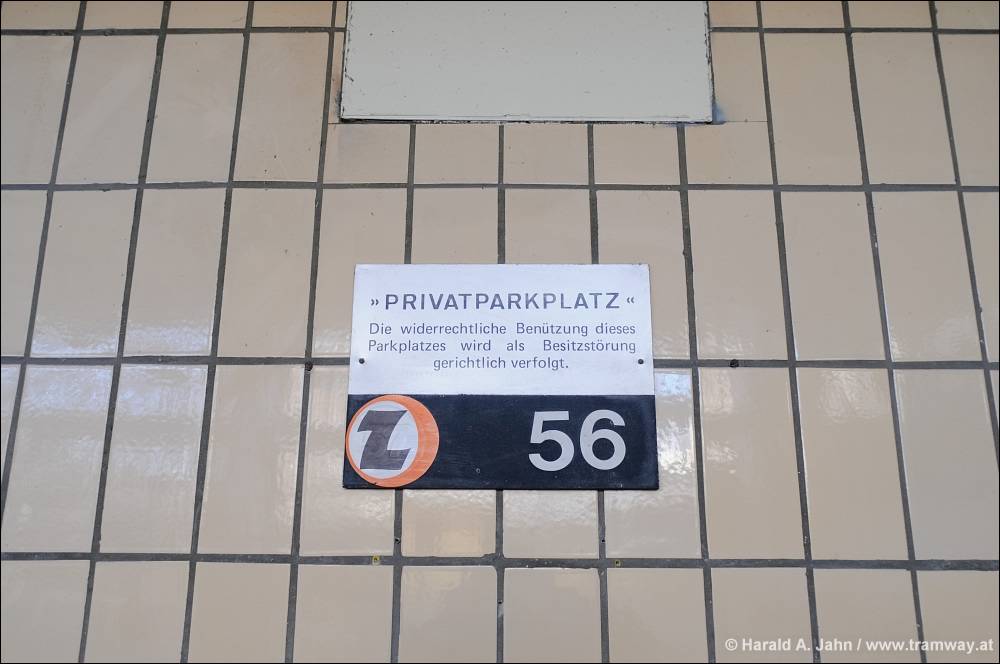 » PRIVATPARKPLATZ «
Die widerrechtliche Benützung dieses
Parkplatzes wird als Besitzstörung
gerichtlich verfolgt.
Z 56
© Harald A. Jahn / www.tramway.at